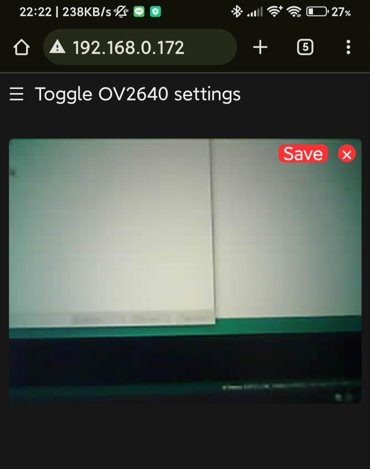 22:22 | 238KB/s
27%
192.168.0.172
5
Toggle OV2640 settings
Save